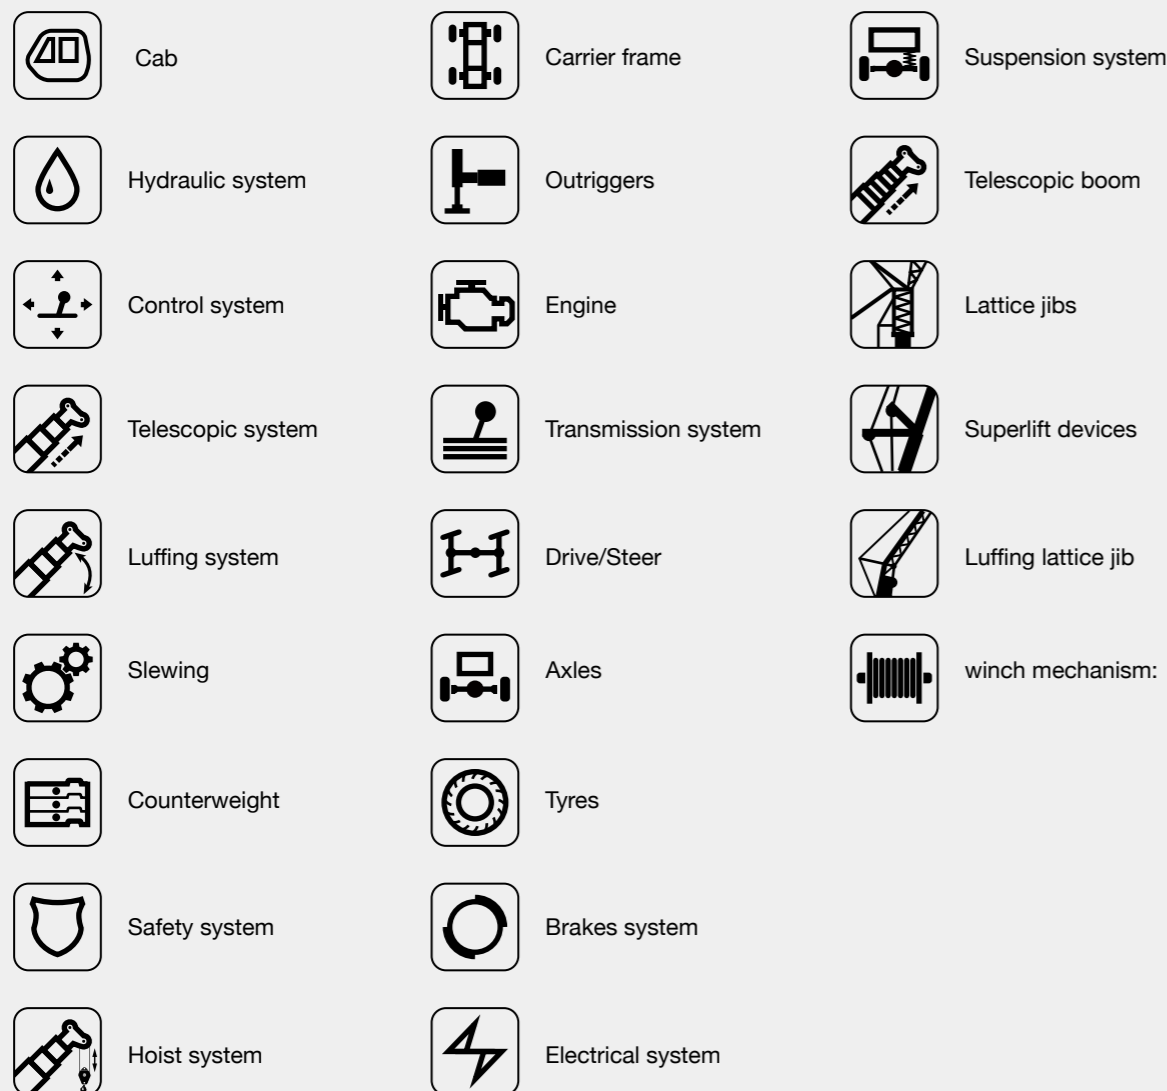 Cab
Hydraulic system
Control system
Telescopic system
Luffing system
Slewing
Counterweight
Safety system
Hoist system
Carrier frame
Outriggers
Engine
Transmission system
Drive/Steer
Axles
Tyres
Brakes system
Electrical system
Suspension system
Telescopic boom
Lattice jibs
Superlift devices
Luffing lattice jib
winch mechanism: